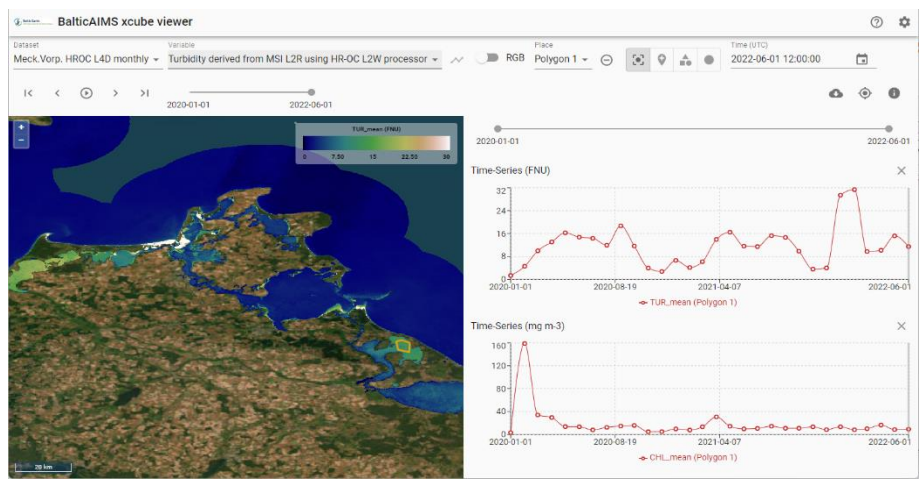 BalticAIMS xcube viewer
Dataset
Meck.Vorp. HROC L4D monthly
Variable
Turbidity derived from MSI L2R using HR-OC L2W processor
RGB
Place
Polygon 1
Time (UTC)
2022-06-01 12:00:00
2020-01-01
2022-06-01
+
−
TUR_mean (FNU)
0 7.50 15 22.50 30
28 km
2020-01-01
2022-06-01
Time-Series (FNU)
32
24
16
8
0
2020-01-01 2020-08-19 2021-04-07 2022-06-01
TUR_mean (Polygon 1)
Time-Series (mg m-3)
160
120
80
40
0
2020-01-01 2020-08-19 2021-04-07 2022-06-01
CHL_mean (Polygon 1)